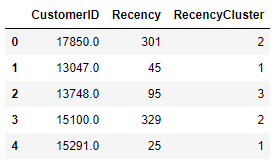 CustomerID Recency RecencyCluster
0 17850.0 301 2
1 13047.0 45 1
2 13748.0 95 3
3 15100.0 329 2
4 15291.0 25 1